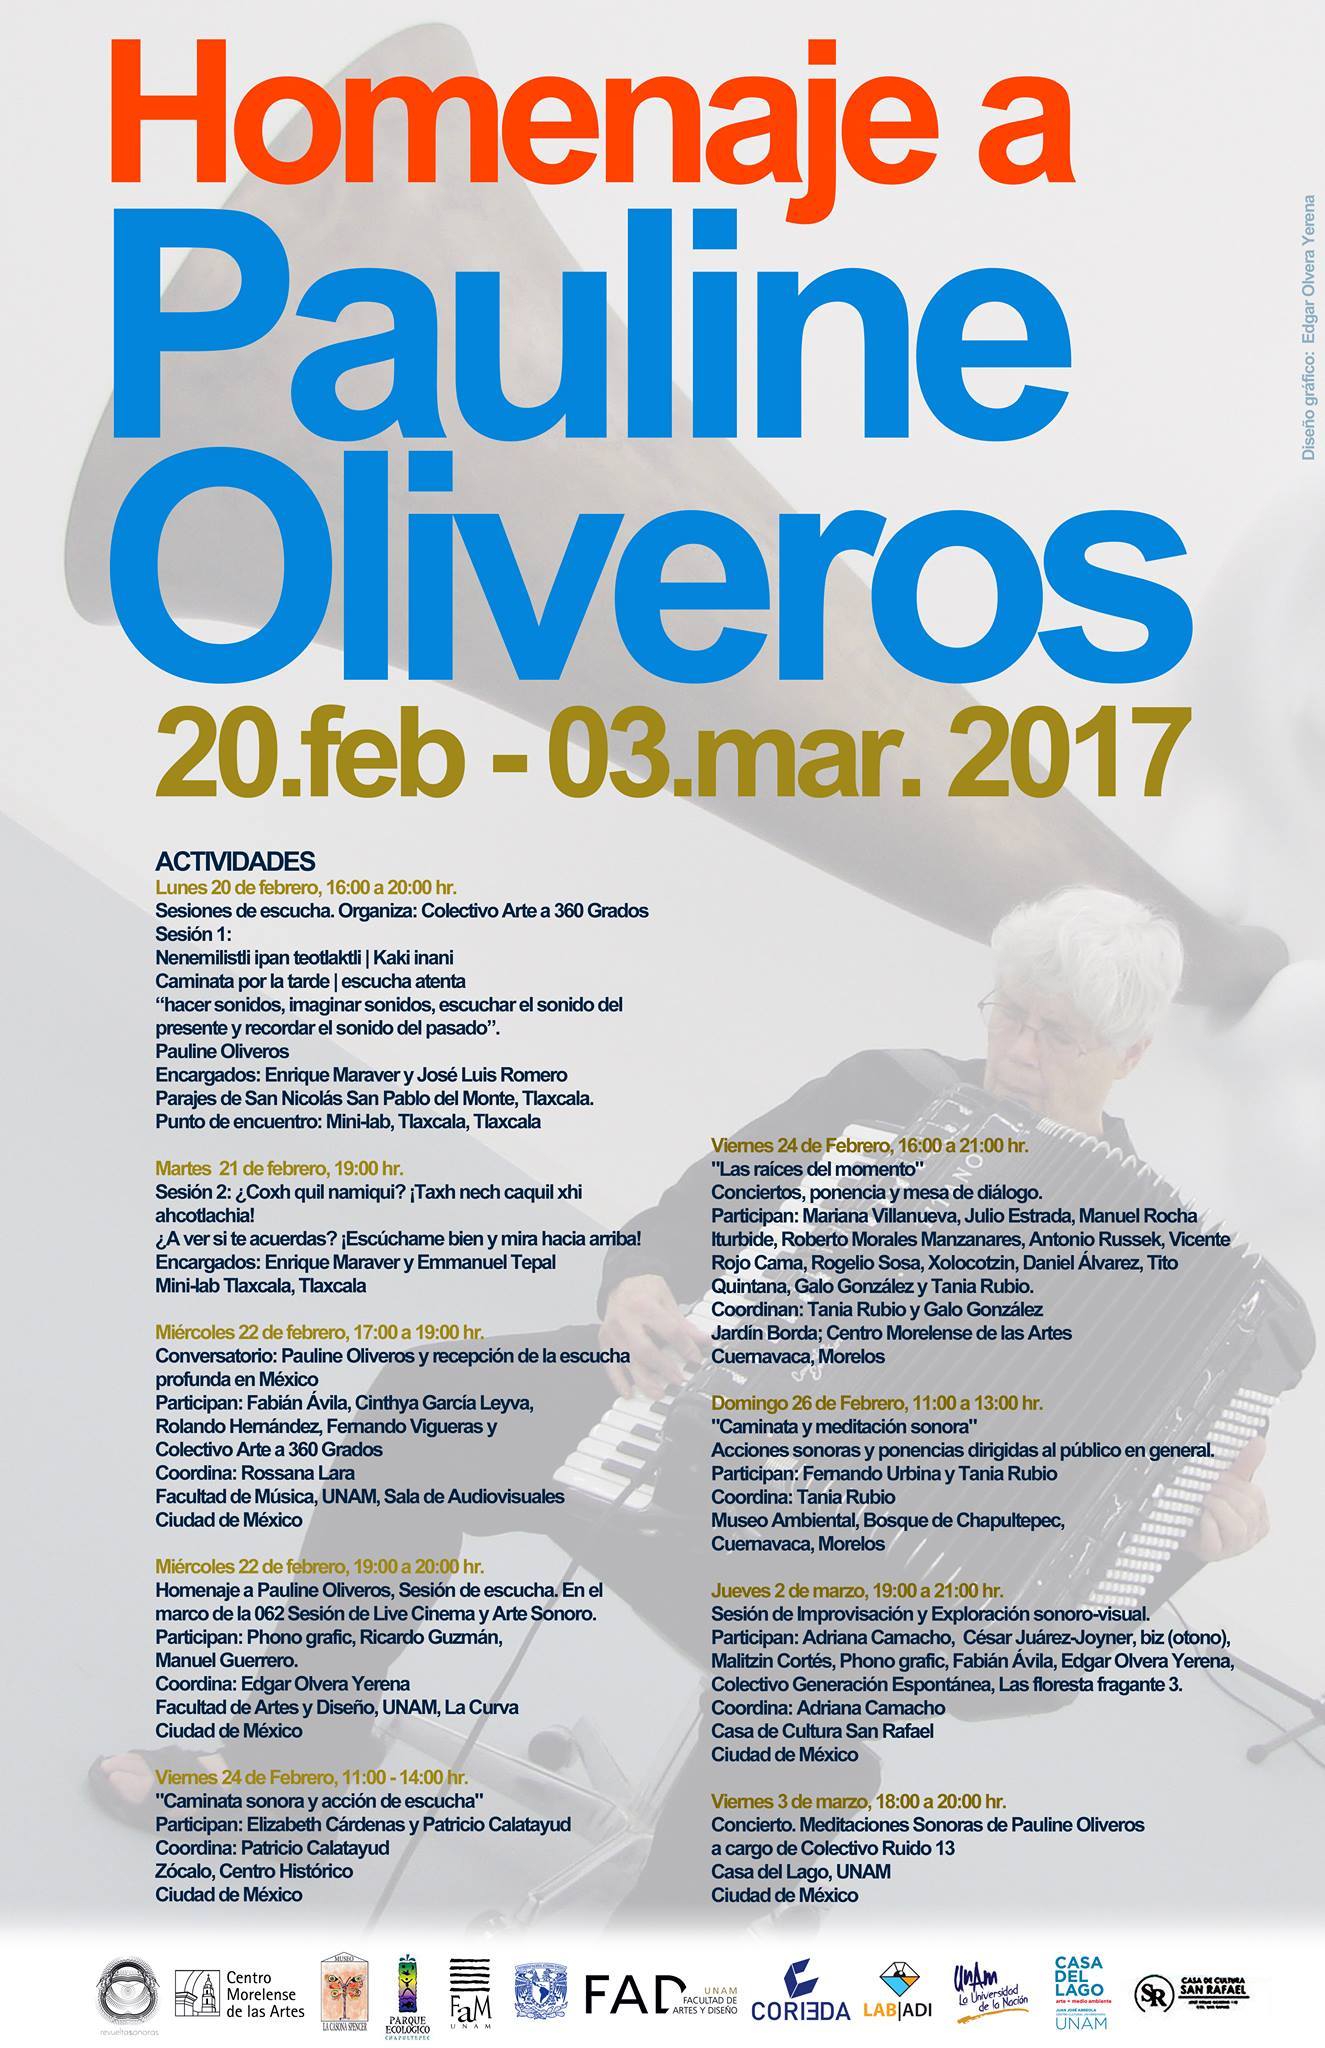 Homenaje a
Pauline
Oliveros
20.feb - 03.mar. 2017
Diseño gráfico: Edgar Olvera Yerena
ACTIVIDADES
Lunes 20 de febrero, 16:00 a 20:00 hr.
Sesiones de escucha. Organiza: Colectivo Arte a 360 Grados
Sesión 1:
Nenemilistli ipan teotlaktli | Kaki inani
Caminata por la tarde | escucha atenta
“hacer sonidos, imaginar sonidos, escuchar el sonido del
presente y recordar el sonido del pasado”.
Pauline Oliveros
Encargados: Enrique Maraver y José Luis Romero
Parajes de San Nicolás San Pablo del Monte, Tlaxcala.
Punto de encuentro: Mini-lab, Tlaxcala, Tlaxcala
Martes 21 de febrero, 19:00 hr.
Sesión 2: ¿Coxh quil namiqui? ¡Taxh nech caquil xhi
ahcotlachia!
¿A ver si te acuerdas? ¡Escúchame bien y mira hacia arriba!
Encargados: Enrique Maraver y Emmanuel Tepal
Mini-lab Tlaxcala, Tlaxcala
Miércoles 22 de febrero, 17:00 a 19:00 hr.
Conversatorio: Pauline Oliveros y recepción de la escucha
profunda en México
Participan: Fabián Ávila, Cinthya García Leyva,
Rolando Hernández, Fernando Vigueras y
Colectivo Arte a 360 Grados
Coordina: Rossana Lara
Facultad de Música, UNAM, Sala de Audiovisuales
Ciudad de México
Miércoles 22 de febrero, 19:00 a 20:00 hr.
Homenaje a Pauline Oliveros, Sesión de escucha. En el
marco de la 062 Sesión de Live Cinema y Arte Sonoro.
Participan: Phono grafic, Ricardo Guzmán,
Manuel Guerrero.
Coordina: Edgar Olvera Yerena
Facultad de Artes y Diseño, UNAM, La Curva
Ciudad de México
Viernes 24 de Febrero, 11:00 - 14:00 hr.
"Caminata sonora y acción de escucha"
Participan: Elizabeth Cárdenas y Patricio Calatayud
Coordina: Patricio Calatayud
Zócalo, Centro Histórico
Ciudad de México
Viernes 24 de Febrero, 16:00 a 21:00 hr.
"Las raíces del momento"
Conciertos, ponencia y mesa de diálogo.
Participan: Mariana Villanueva, Julio Estrada, Manuel Rocha
Iturbide, Roberto Morales Manzanares, Antonio Russek, Vicente
Rojo Cama, Rogelio Sosa, Xolocotzin, Daniel Álvarez, Tito
Quintana, Galo González y Tania Rubio.
Coordinan: Tania Rubio y Galo González
Jardín Borda; Centro Morelense de las Artes
Cuernavaca, Morelos
Domingo 26 de Febrero, 11:00 a 13:00 hr.
"Caminata y meditación sonora"
Acciones sonoras y ponencias dirigidas al público en general.
Participan: Fernando Urbina y Tania Rubio
Coordina: Tania Rubio
Museo Ambiental, Bosque de Chapultepec,
Cuernavaca, Morelos
Jueves 2 de marzo, 19:00 a 21:00 hr.
Sesión de Improvisación y Exploración sonoro-visual.
Participan: Adriana Camacho, César Juárez-Joyner, biz (otono),
Malitzin Cortés, Phono grafic, Fabián Ávila, Edgar Olvera Yerena,
Colectivo Generación Espontánea, Las floresta fragante 3.
Coordina: Adriana Camacho
Casa de Cultura San Rafael
Ciudad de México
Viernes 3 de marzo, 18:00 a 20:00 hr.
Concierto. Meditaciones Sonoras de Pauline Oliveros
a cargo de Colectivo Ruido 13
Casa del Lago, UNAM
Ciudad de México
revueltasonoras
Centro
Morelense
de las Artes
MUSEO
LA CASONA SPENCER
PARQUE
ECOLÓGICO
CHAPULTEPEC
FaM
UNAM
FAD
UNAM
FACULTAD DE
ARTES Y DISEÑO
CORIEDA
LAB|ADI
UNAM
La Universidad
de la Nación
CASA
DEL
LAGO
arte + medio ambiente
JUAN JOSÉ ARREOLA
UNAM
SR
CASA DE CULTURA
SAN RAFAEL